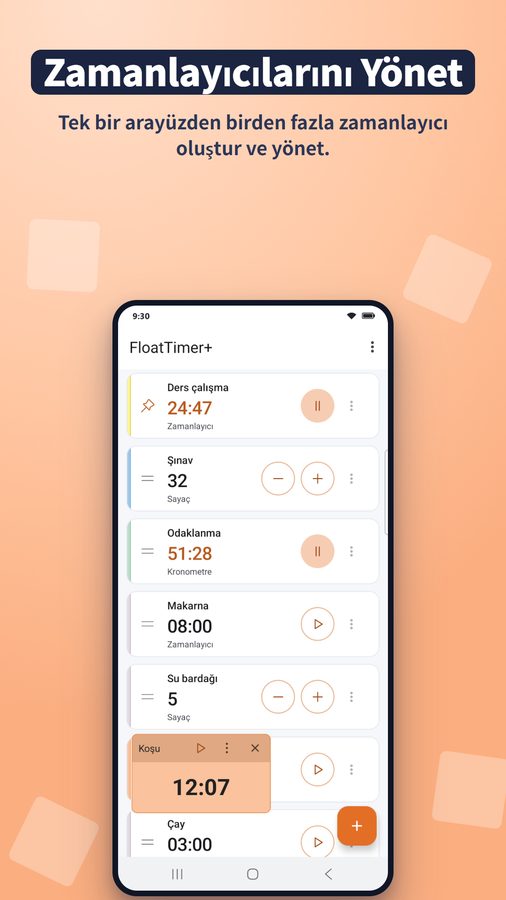 Zamanlayıcılarını Yönet
Tek bir arayüzden birden fazla zamanlayıcı
oluştur ve yönet.
9:30
FloatTimer+
Ders çalışma
24:47
Zamanlayıcı
Sınav
32
Sayaç
Odaklanma
51:28
Kronometre
Makarna
08:00
Zamanlayıcı
Su bardağı
5
Sayaç
Koşu
12:07
Çay
03:00